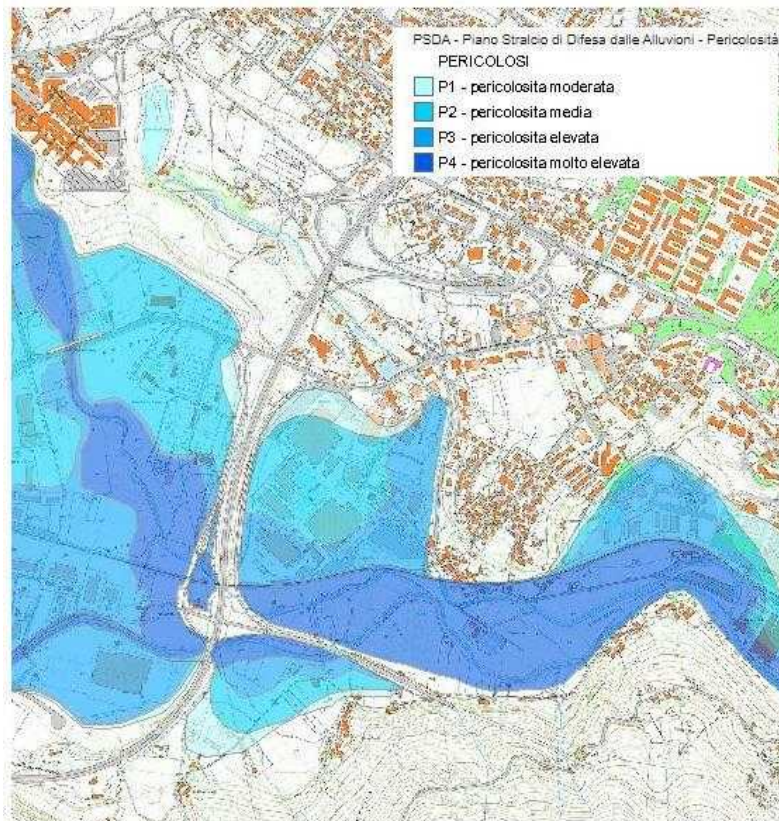 PSDA - Piano Stralcio di Difesa dalle Alluvioni - Pericolosità
PERICOLOSI
P1 - pericolosita moderata
P2 - pericolosita media
P3 - pericolosita elevata
P4 - pericolosita molto elevata